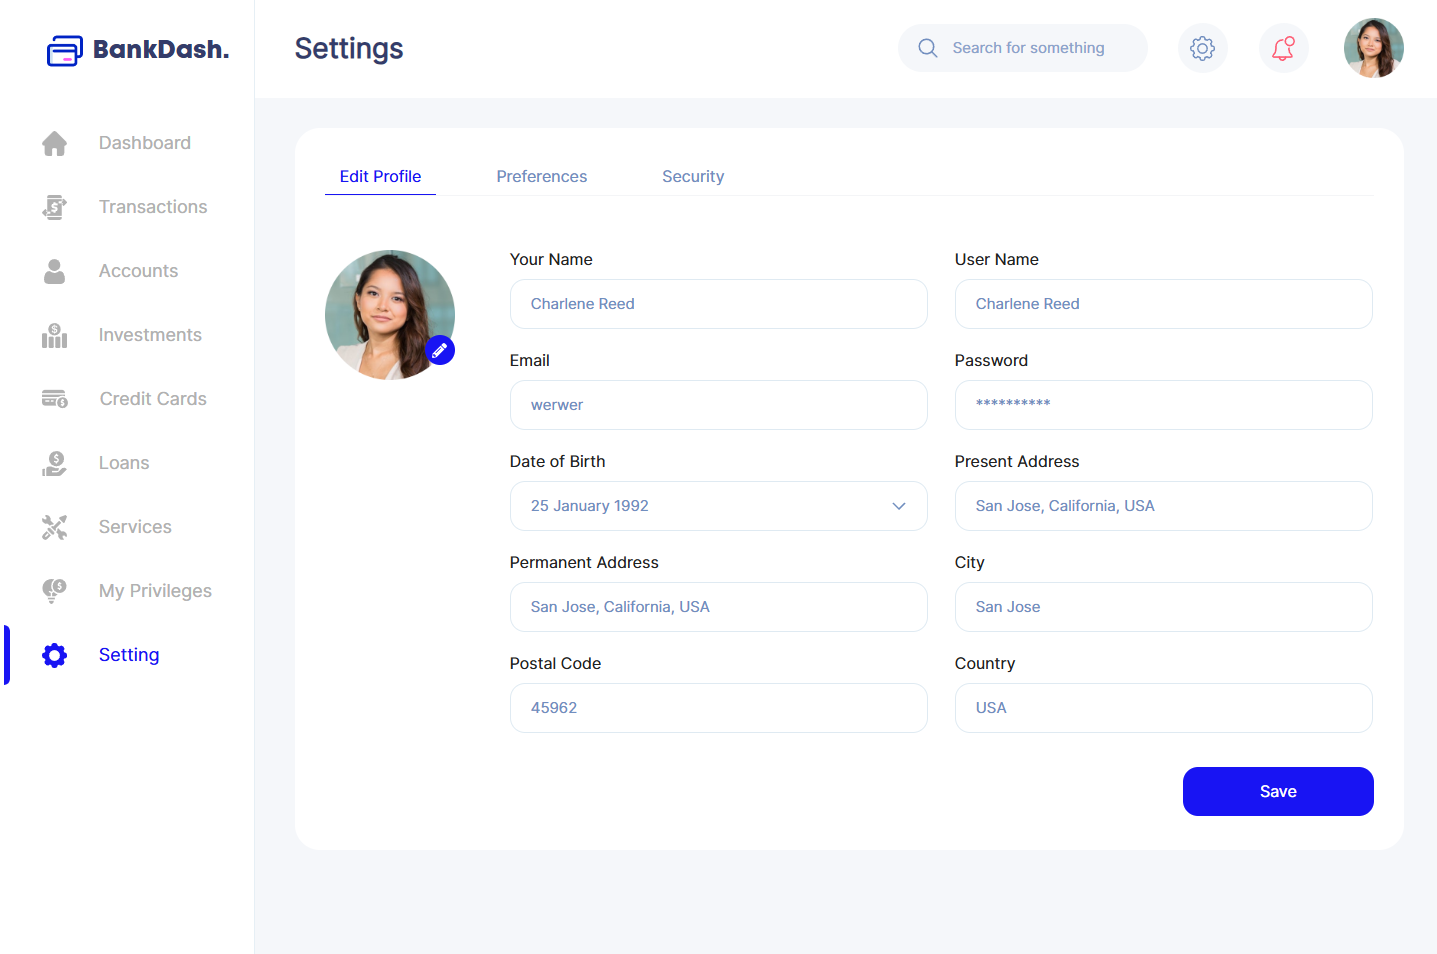 BankDash.
Settings
Search for something
Dashboard
Transactions
Accounts
Investments
Credit Cards
Loans
Services
My Privileges
Setting
Edit Profile
Preferences
Security
Your Name
Charlene Reed
User Name
Charlene Reed
Email
werwer
Password
**********
Date of Birth
25 January 1992
Present Address
San Jose, California, USA
Permanent Address
San Jose, California, USA
City
San Jose
Postal Code
45962
Country
USA
Save